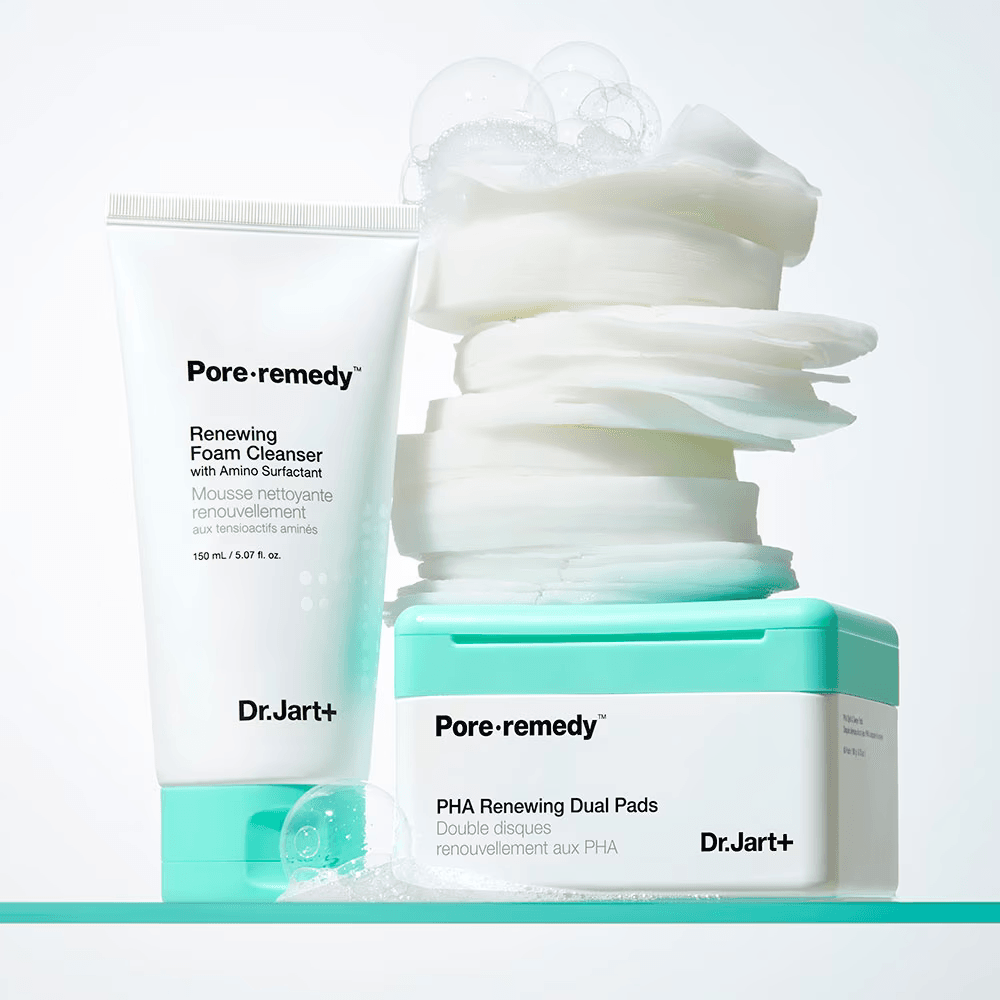 Pore·remedy™
Renewing
Foam Cleanser
with Amino Surfactant
Mousse nettoyante
renouvellement
aux tensioactifs aminés
150 mL / 5.07 fl. oz.
Dr.Jart+
Pore·remedy™
PHA Renewing Dual Pads
Double disques
renouvellement aux PHA
Dr.Jart+